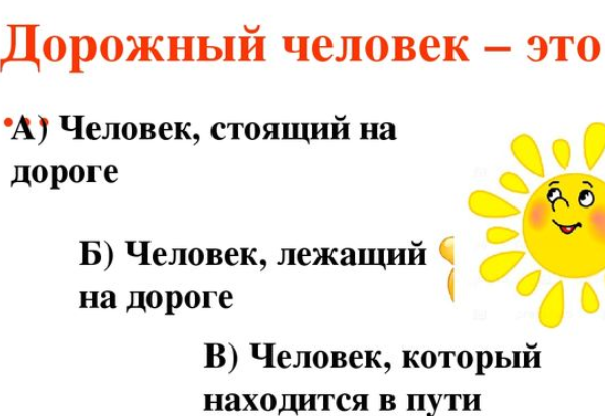 Дорожный человек – это
...
А) Человек, стоящий на
дороге
Б) Человек, лежащий
на дороге
В) Человек, который
находится в пути